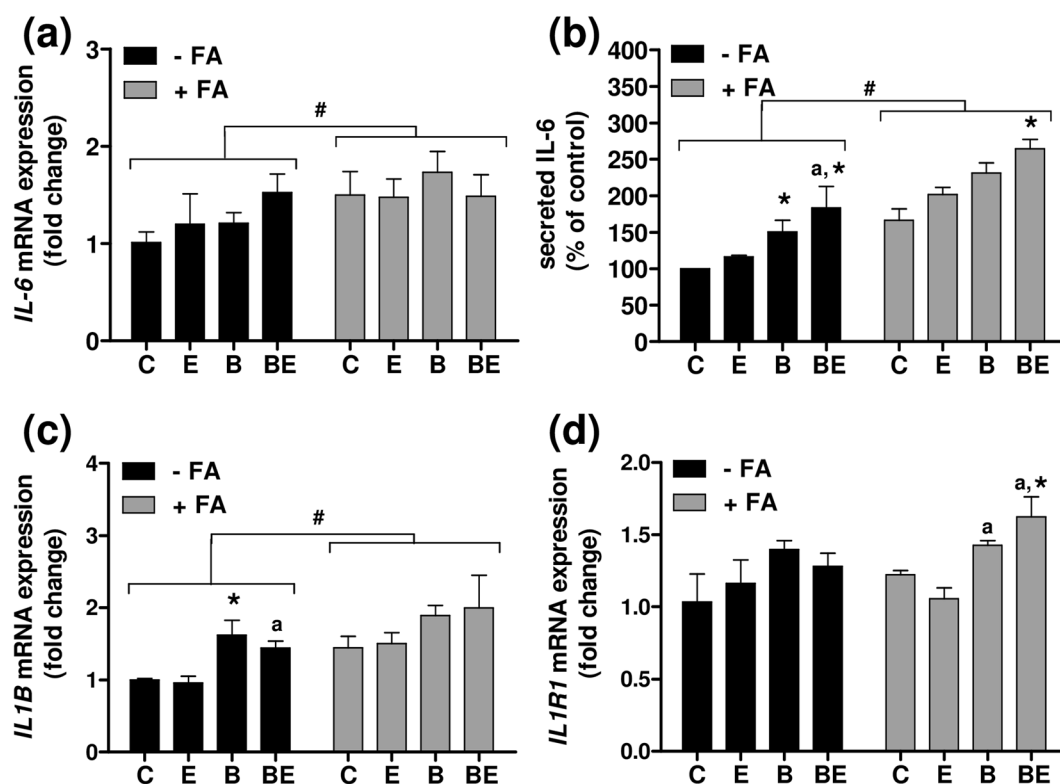 (a)
- FA
+ FA
IL-6 mRNA expression
(fold change)
3
2
1
0
#
C E B BE C E B BE
(b)
- FA
+ FA
secreted IL-6
(% of control)
400
350
300
250
200
150
100
50
0
#
*
a, *
*
C E B BE C E B BE
(c)
- FA
+ FA
IL1B mRNA expression
(fold change)
4
3
2
1
0
#
*
a
C E B BE C E B BE
(d)
- FA
+ FA
IL1R1 mRNA expression
(fold change)
2.0
1.5
1.0
0.5
0.0
a
a, *
C E B BE C E B BE